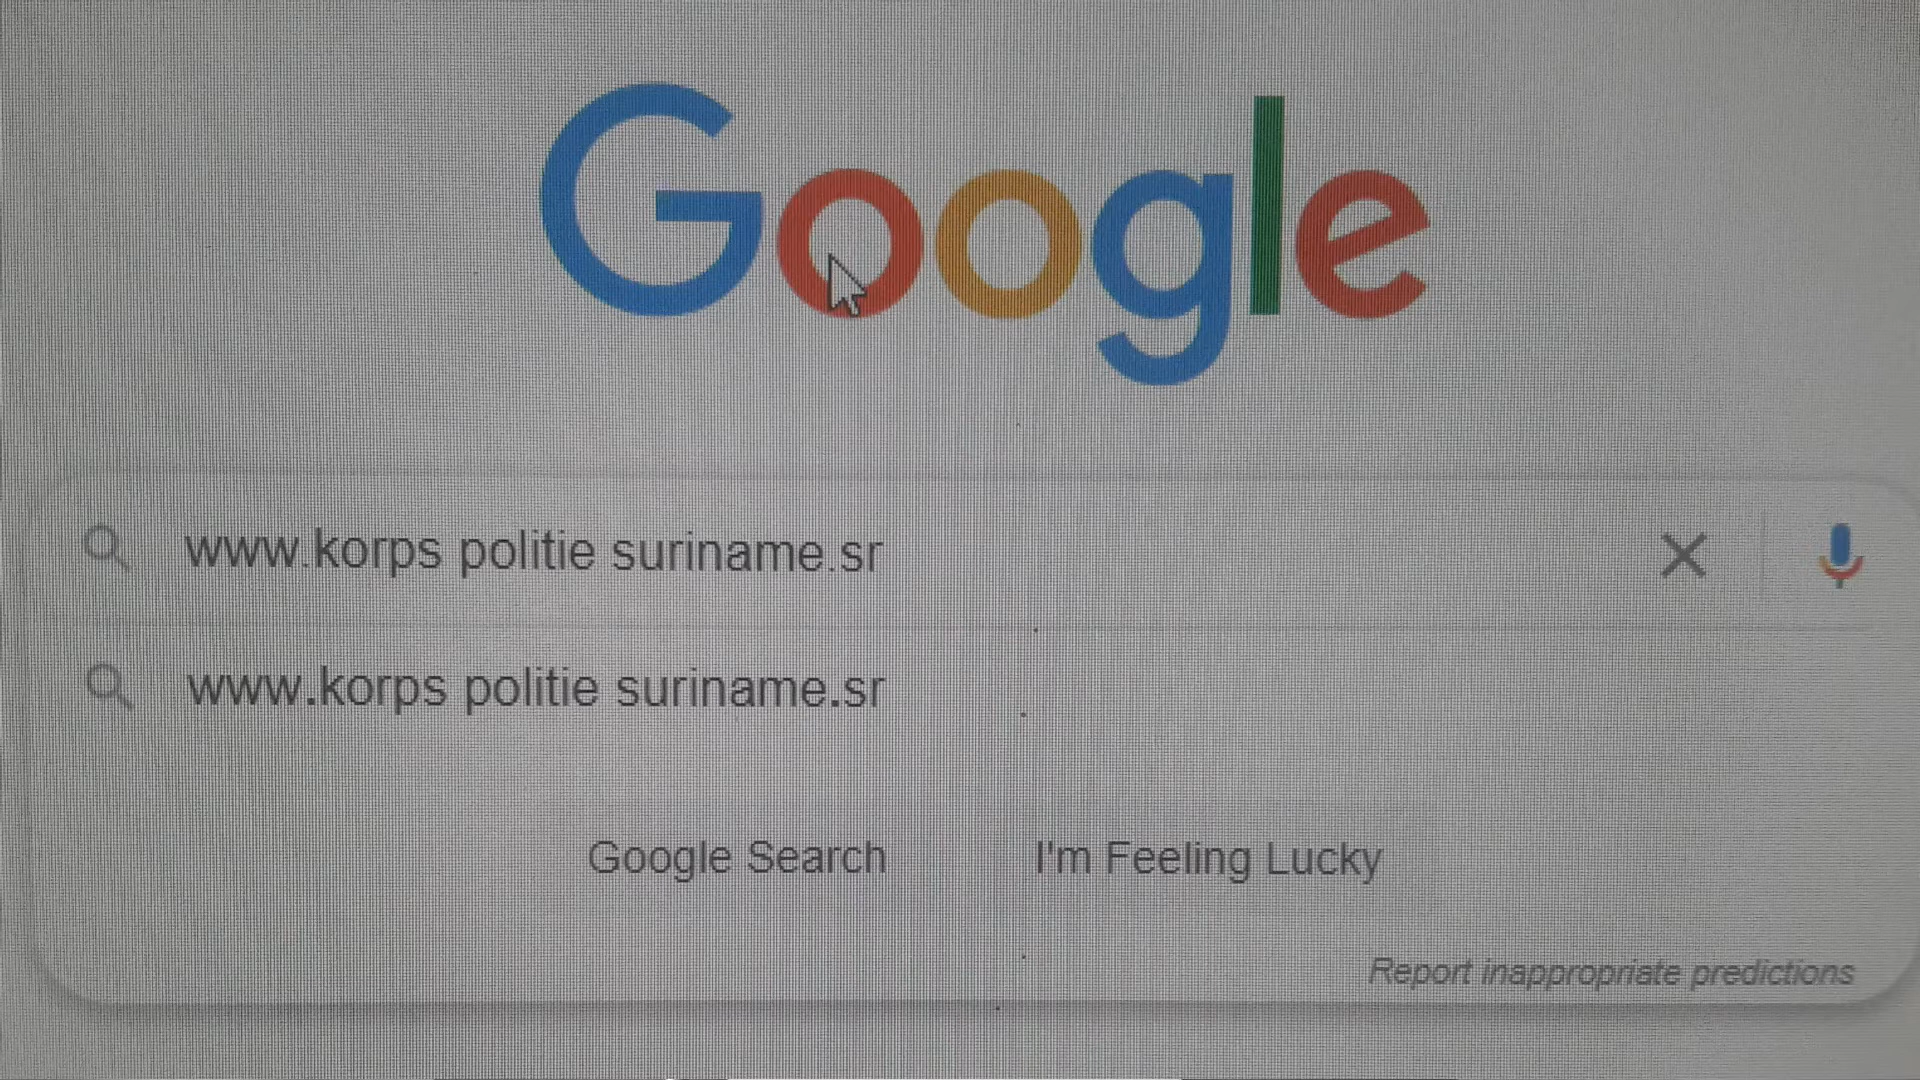 Google
www.korps politie suriname.sr
www.korps politie suriname.sr
Google Search
I'm Feeling Lucky
Report inappropriate predictions